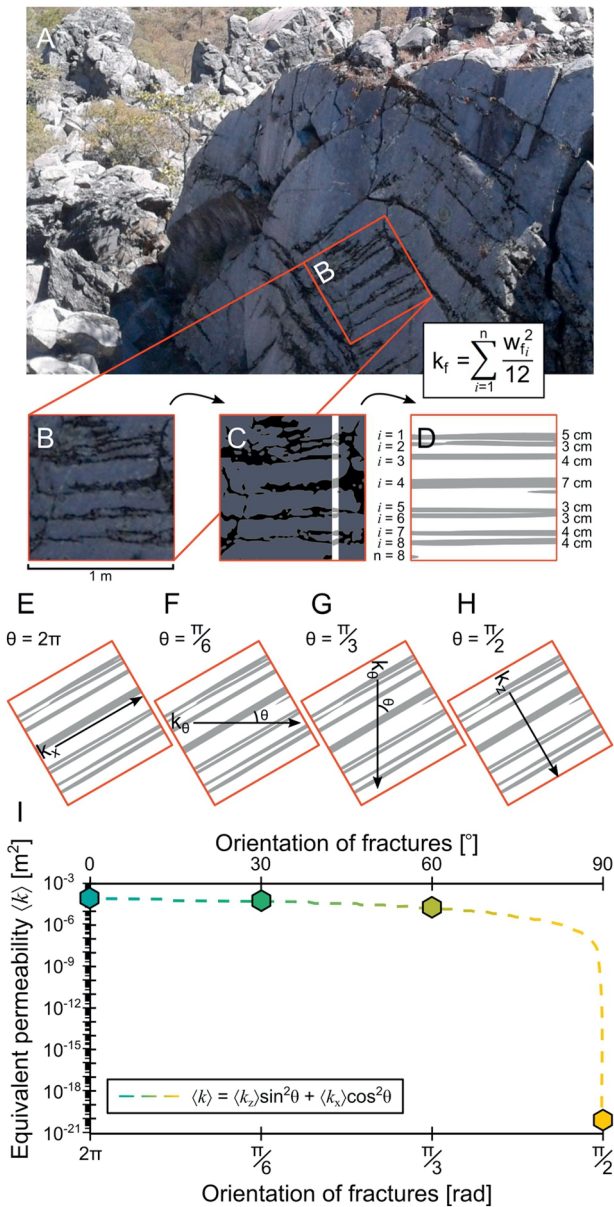 A
B
k_f = ∑_{i=1}^{n} w_{f_i}^2 / 12
B
C
D
i = 1
i = 2
i = 3
i = 4
i = 5
i = 6
i = 7
i = 8
n = 8
5 cm
3 cm
4 cm
7 cm
3 cm
3 cm
4 cm
4 cm
1 m
E
F
G
H
θ = 2π
θ = π/6
θ = π/3
θ = π/2
k_x
k_θ
θ
k_θ
θ
k_z
I
Orientation of fractures [°]
0
30
60
90
Equivalent permeability ⟨k⟩ [m²]
10⁻³
10⁻⁶
10⁻⁹
10⁻¹²
10⁻¹⁵
10⁻¹⁸
10⁻²¹
⟨k⟩ = ⟨k_z⟩sin²θ + ⟨k_x⟩cos²θ
2π
π/6
π/3
π/2
Orientation of fractures [rad]